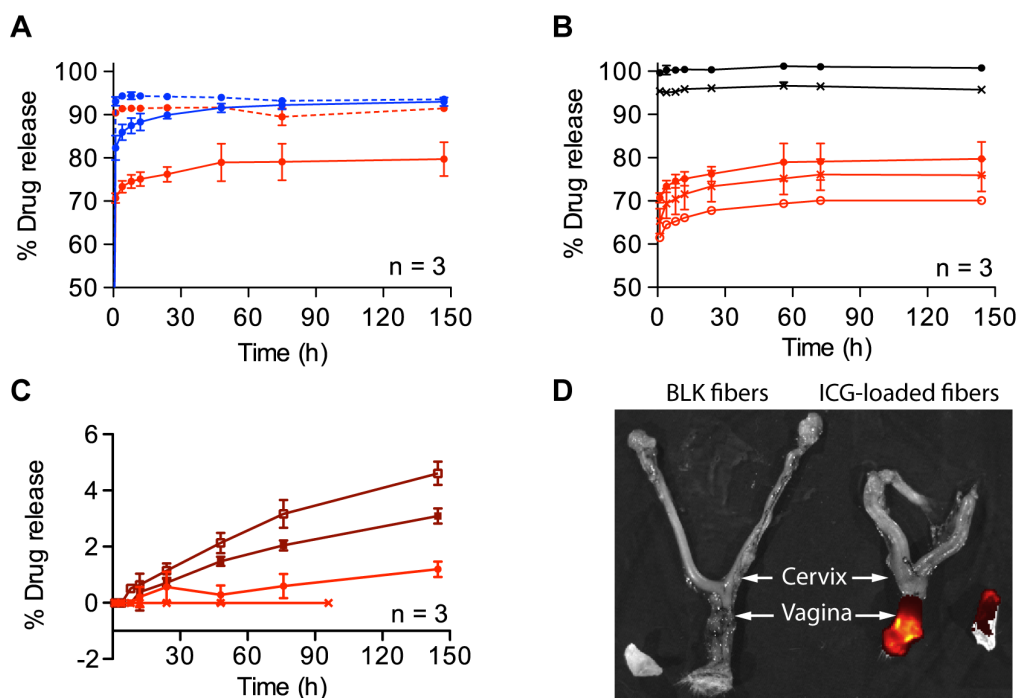 A
100
90
80
70
60
50
% Drug release
n = 3
0 30 60 90 120 150
Time (h)
B
100
90
80
70
60
50
% Drug release
n = 3
0 30 60 90 120 150
Time (h)
C
6
4
2
0
-2
% Drug release
n = 3
30 60 90 120 150
Time (h)
D
BLK fibers ICG-loaded fibers
Cervix
Vagina